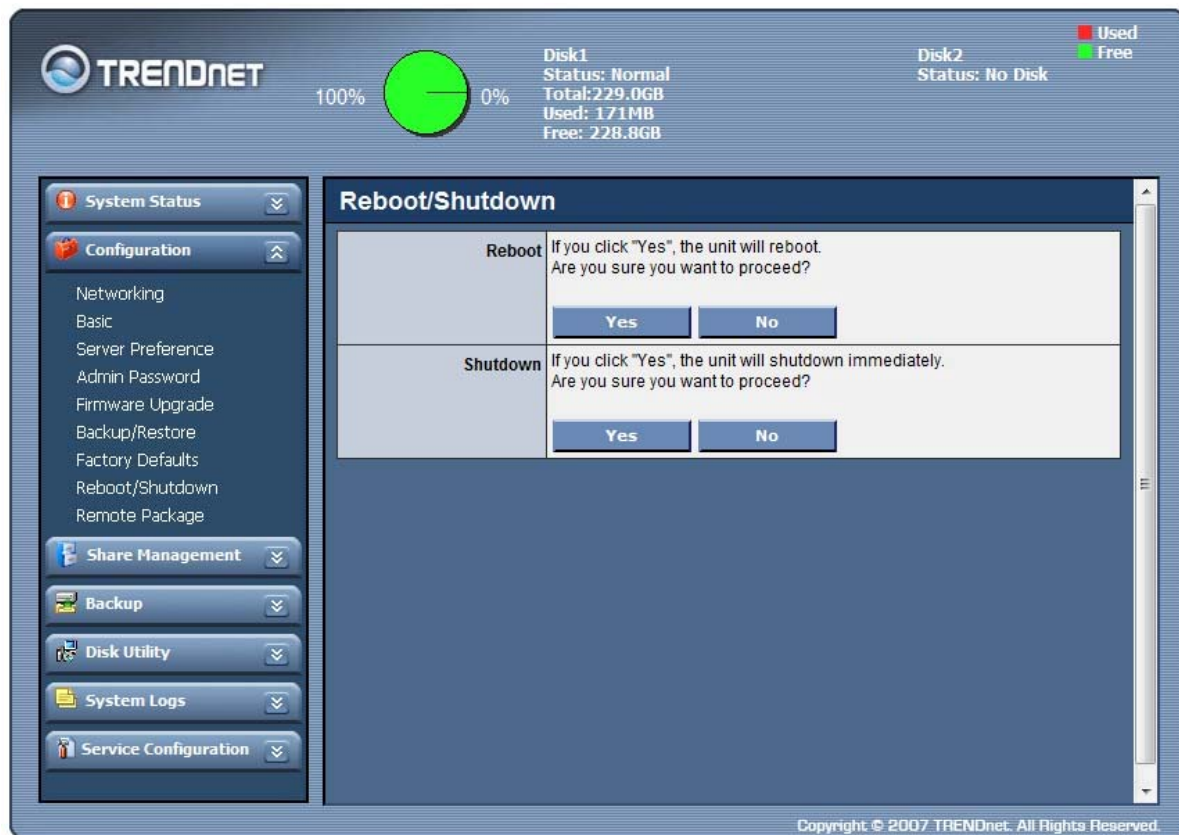 TRENDNET
100%
0%
Disk1
Status: Normal
Total:229.0GB
Used: 171MB
Free: 228.8GB
Disk2
Status: No Disk
Used
Free
System Status
Configuration
Networking
Basic
Server Preference
Admin Password
Firmware Upgrade
Backup/Restore
Factory Defaults
Reboot/Shutdown
Remote Package
Share Management
Backup
Disk Utility
System Logs
Service Configuration
Reboot/Shutdown
Reboot
If you click "Yes", the unit will reboot.
Are you sure you want to proceed?
Yes No
Shutdown
If you click "Yes", the unit will shutdown immediately.
Are you sure you want to proceed?
Yes No
Copyright © 2007 TRENDnet. All Rights Reserved.